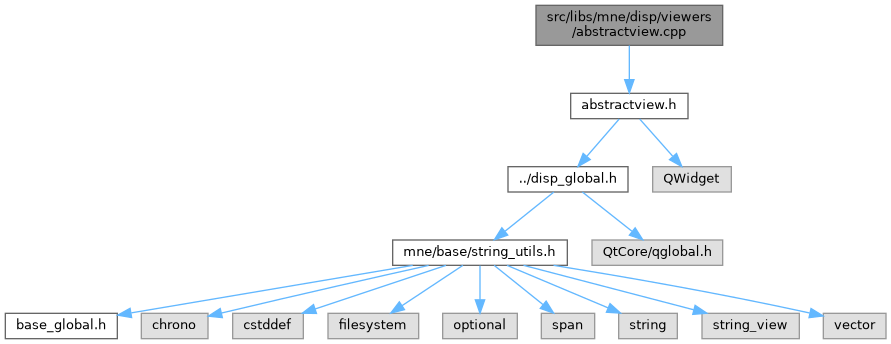 src/libs/mne/disp/viewers
/abstractview.cpp
abstractview.h
../disp_global.h
QWidget
mne/base/string_utils.h
QtCore/qglobal.h
base_global.h
chrono
cstddef
filesystem
optional
span
string
string_view
vector